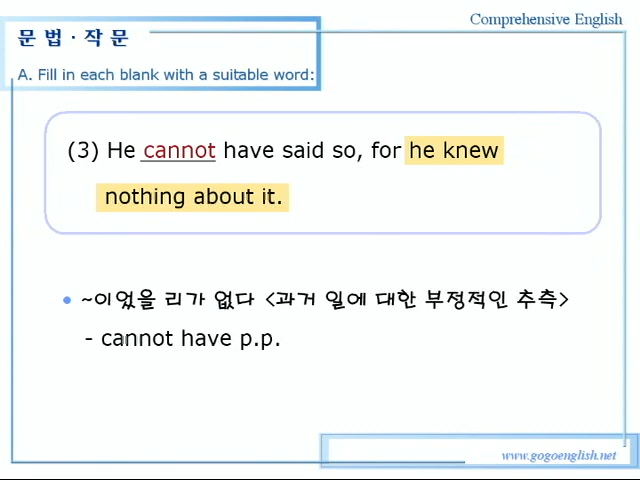 Comprehensive English
문 법 · 작 문
A. Fill in each blank with a suitable word:
(3) He cannot have said so, for he knew
nothing about it.
• ~이었을 리가 없다 <과거 일에 대한 부정적인 추측>
- cannot have p.p.
www.gogoenglish.net